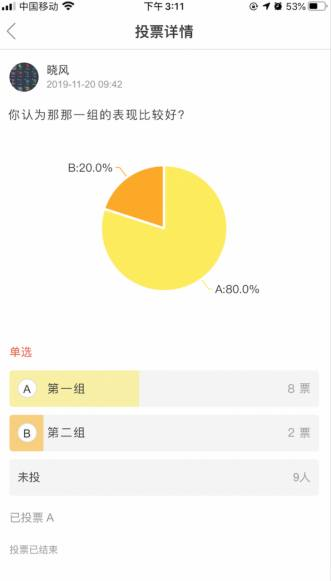 中国移动 下午 3:11 53%
投票详情
晓风
2019-11-20 09:42
你认为那那一组的表现比较好?
B:20.0%
A:80.0%
单选
A 第一组 8 票
B 第二组 2 票
未投 9人
已投票 A
投票已结束